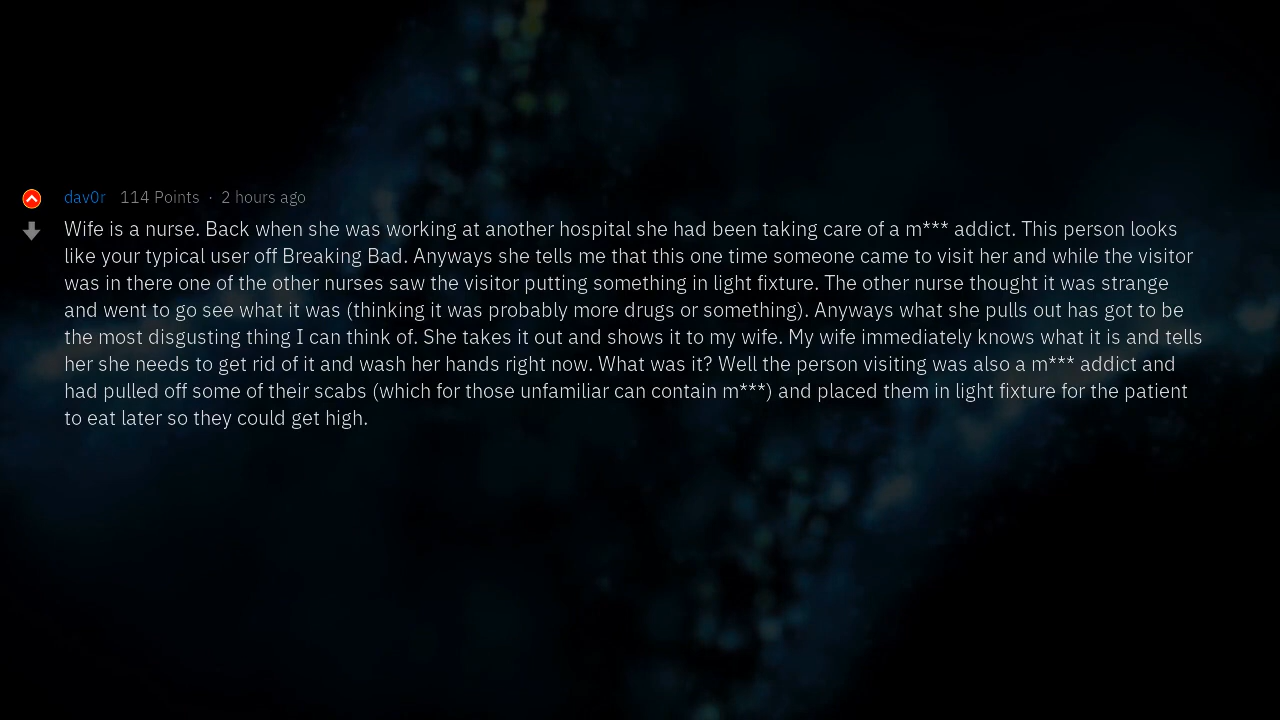 dav0r 114 Points · 2 hours ago
Wife is a nurse. Back when she was working at another hospital she had been taking care of a m*** addict. This person looks
like your typical user off Breaking Bad. Anyways she tells me that this one time someone came to visit her and while the visitor
was in there one of the other nurses saw the visitor putting something in light fixture. The other nurse thought it was strange
and went to go see what it was (thinking it was probably more drugs or something). Anyways what she pulls out has got to be
the most disgusting thing I can think of. She takes it out and shows it to my wife. My wife immediately knows what it is and tells
her she needs to get rid of it and wash her hands right now. What was it? Well the person visiting was also a m*** addict and
had pulled off some of their scabs (which for those unfamiliar can contain m***) and placed them in light fixture for the patient
to eat later so they could get high.